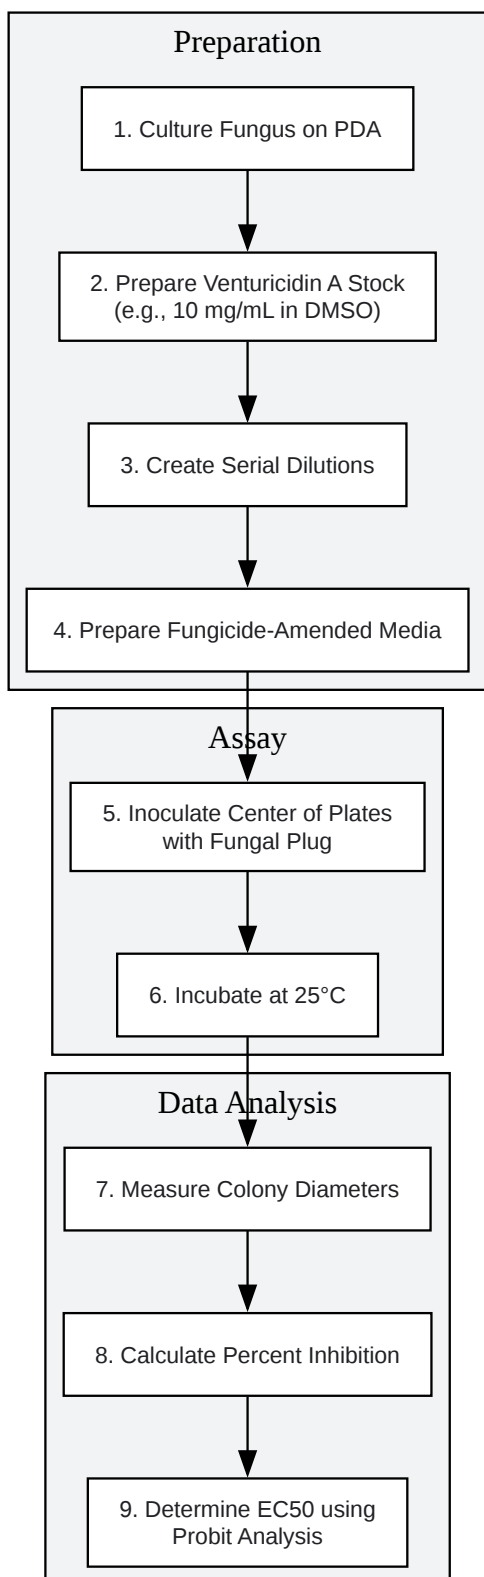 Preparation
1. Culture Fungus on PDA
2. Prepare Venturicidin A Stock
(e.g., 10 mg/mL in DMSO)
3. Create Serial Dilutions
4. Prepare Fungicide-Amended Media
Assay
5. Inoculate Center of Plates
with Fungal Plug
6. Incubate at 25°C
Data Analysis
7. Measure Colony Diameters
8. Calculate Percent Inhibition
9. Determine EC50 using
Probit Analysis